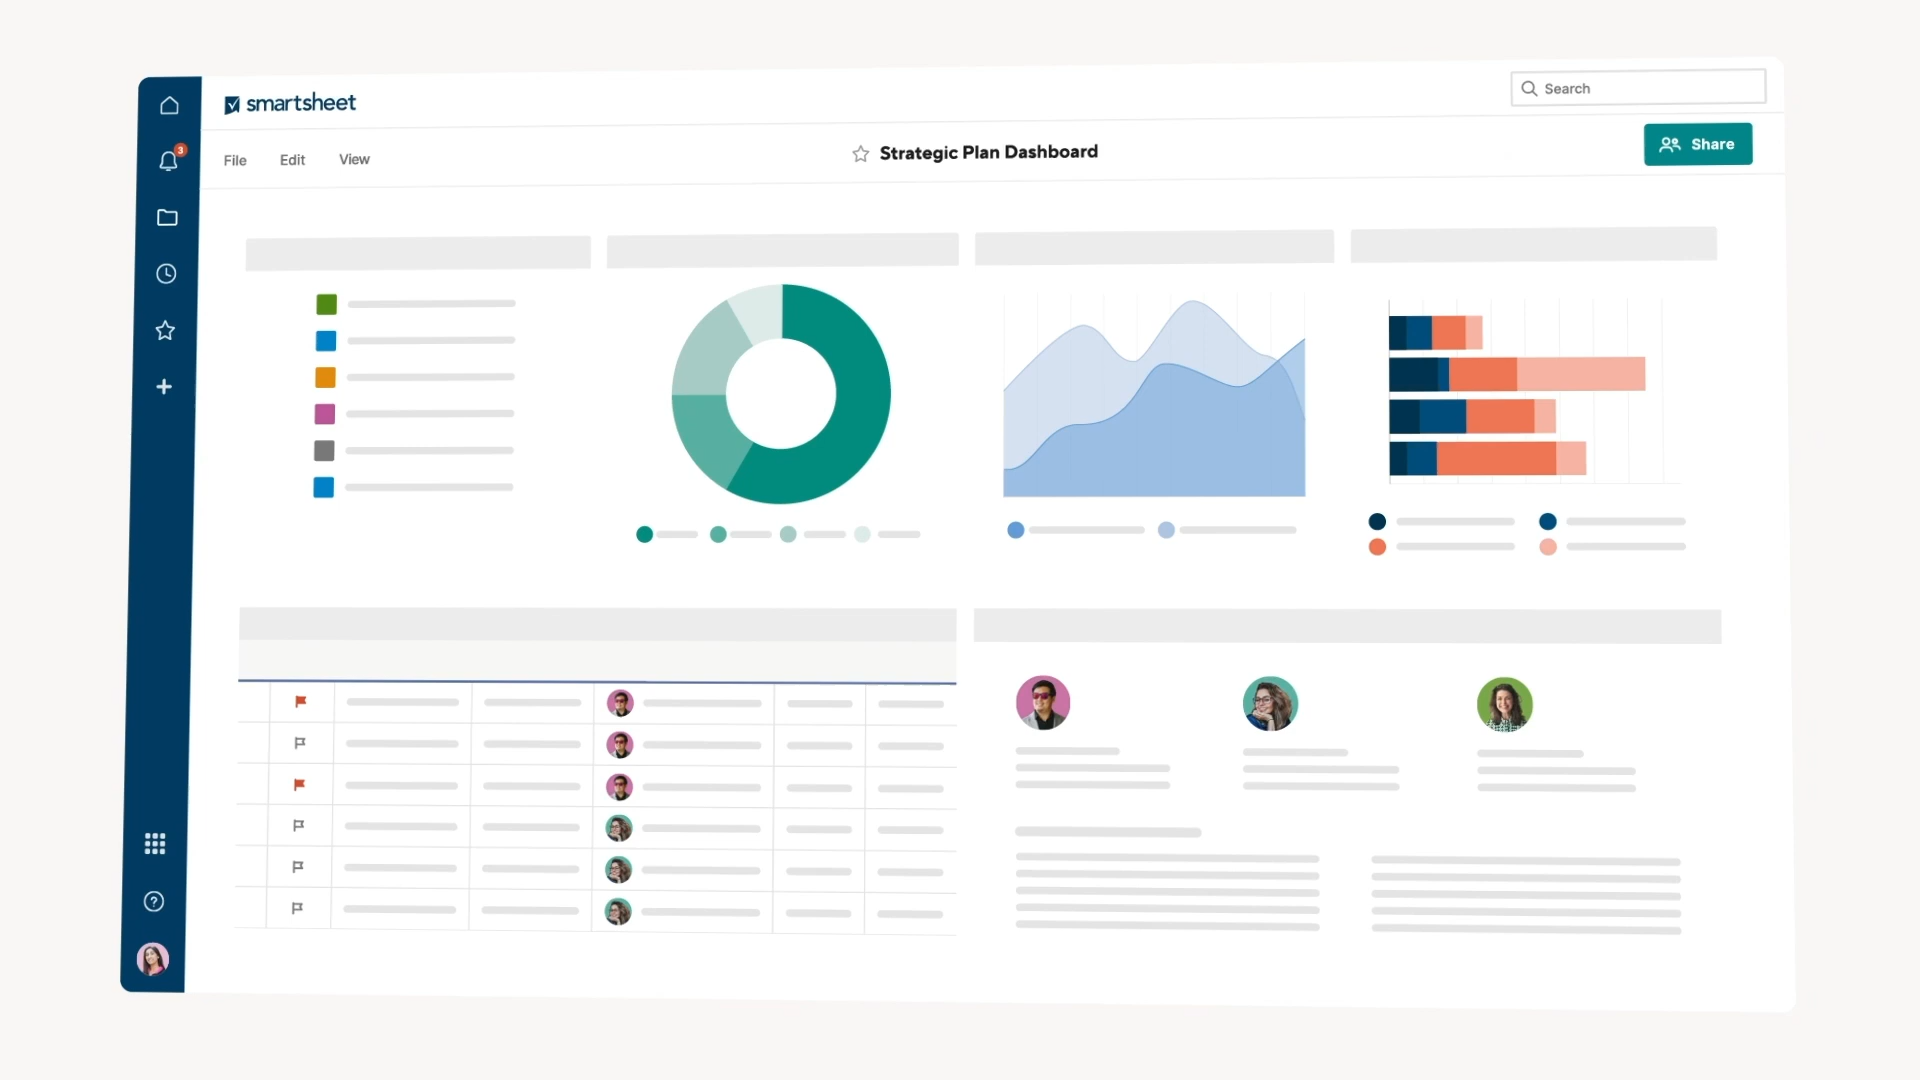 smartsheet
Search
3
File Edit View
Strategic Plan Dashboard
Share
?